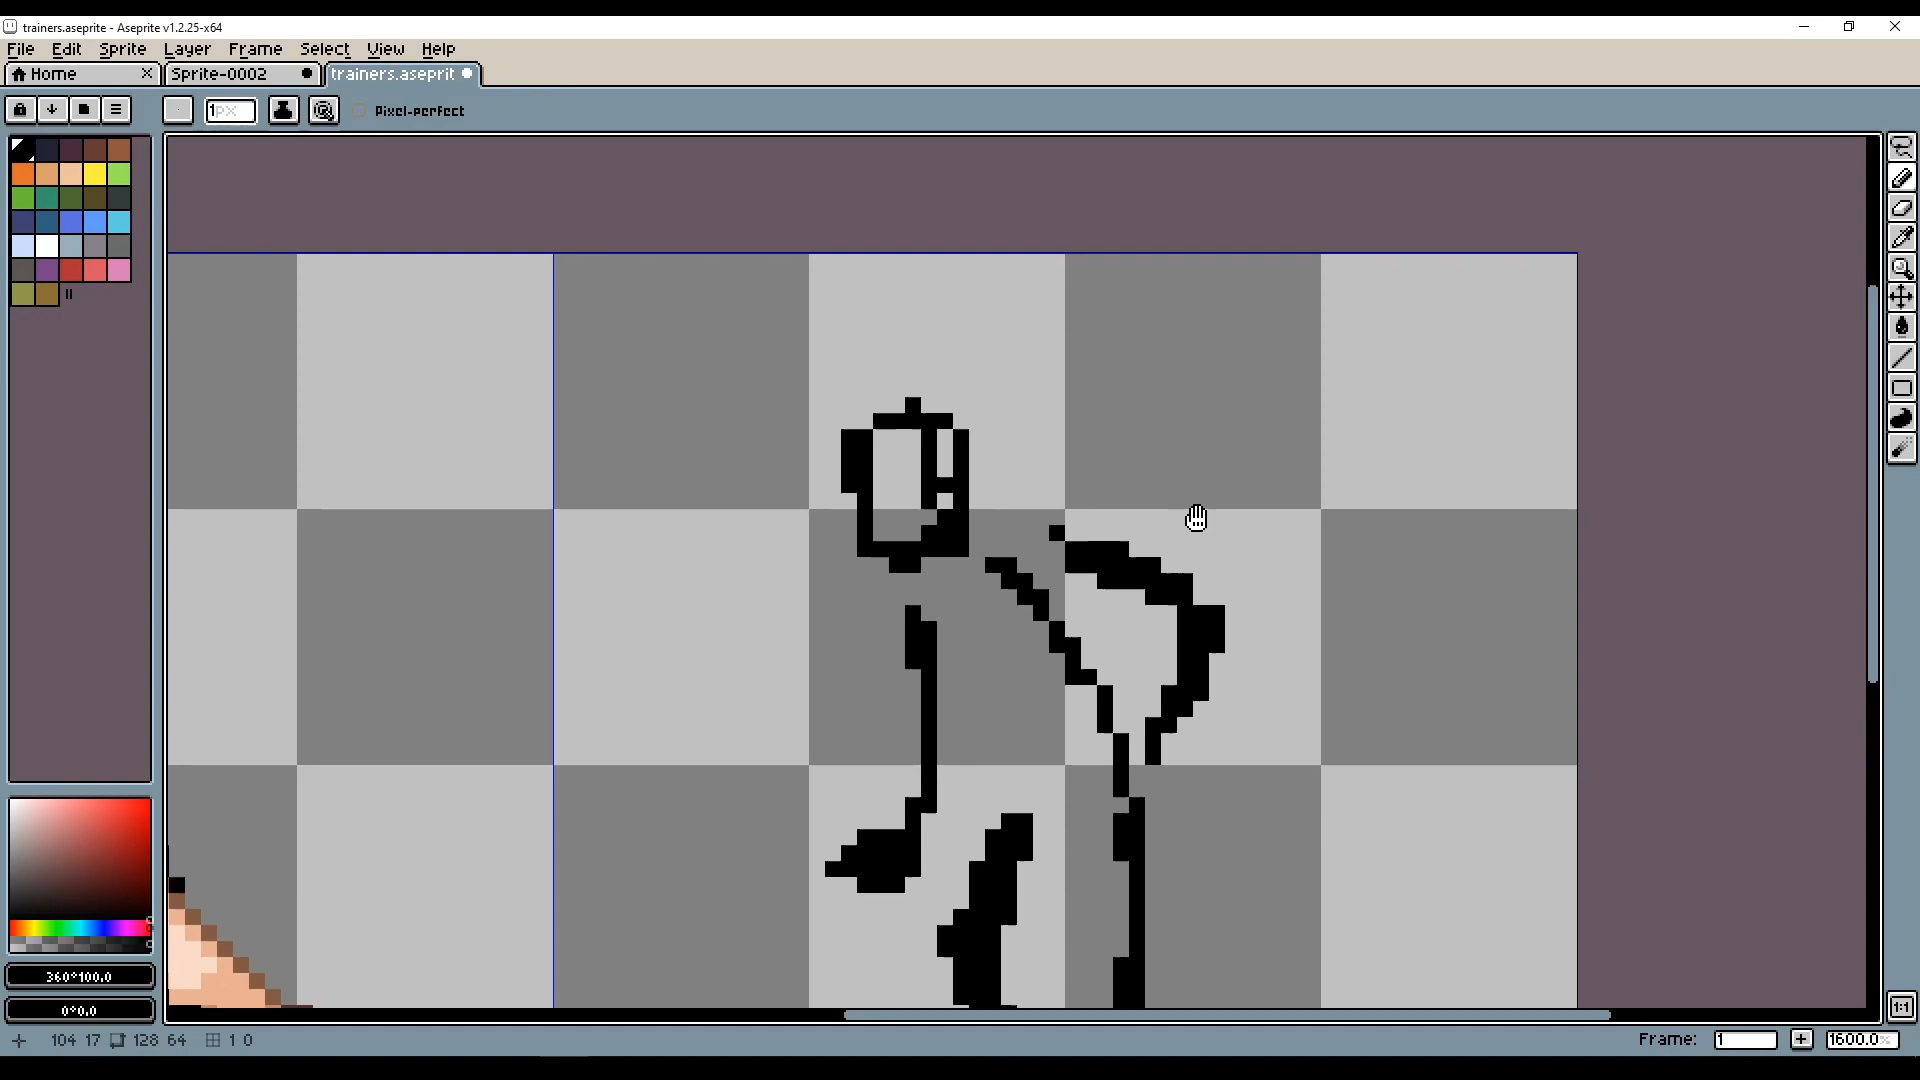 trainers.aseprite - Aseprite v1.2.25-x64
File Edit Sprite Layer Frame Select View Help
Home Sprite-0002 trainers.aseprit
1px Pixel-perfect
360°100.0
0°0.0
1:1
104 17 128 64 1 0 Frame: 1 1600.0%